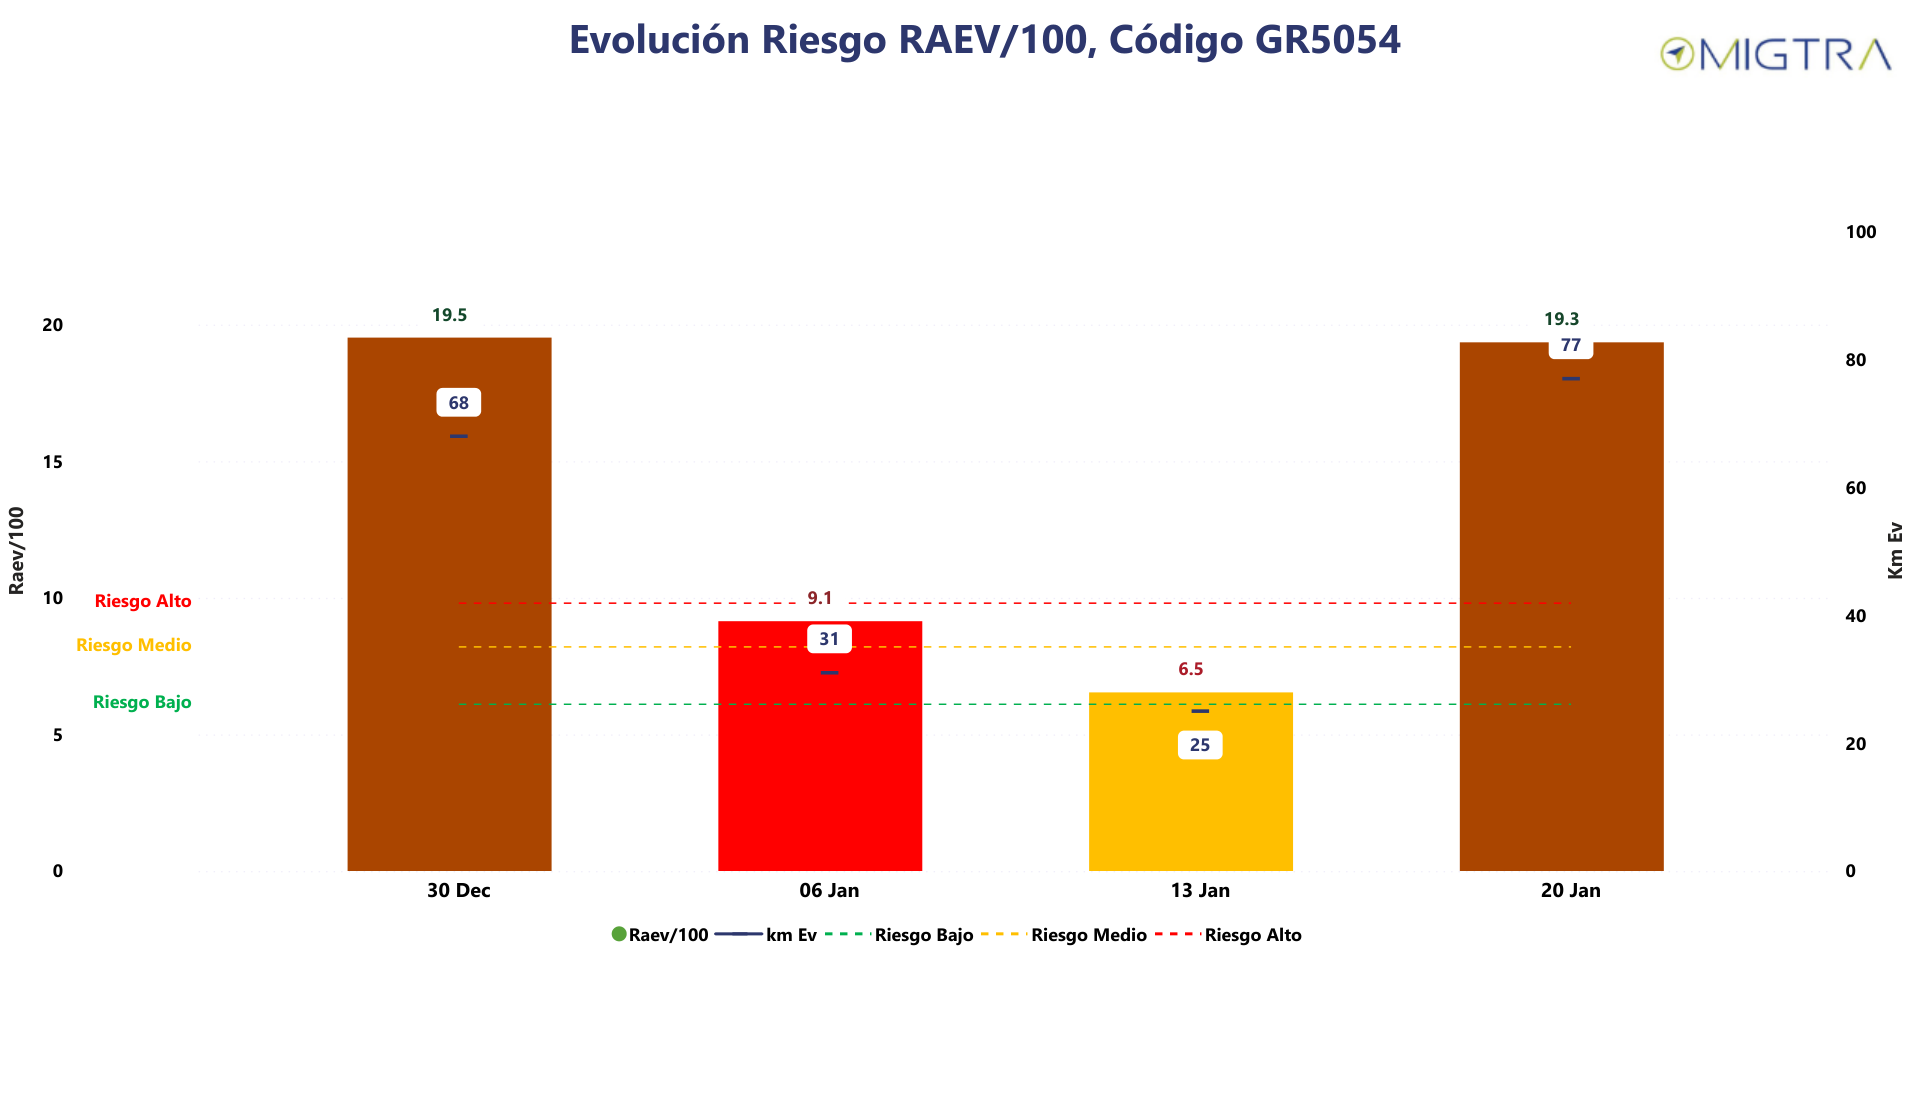 Evolución Riesgo RAEV/100, Código GR5054
MIGTRA
100
19.5
19.3
20
77
80
68
15
60
Raev/100
Km Ev
10
Riesgo Alto
9.1
40
31
Riesgo Medio
6.5
Riesgo Bajo
5
25
20
0
0
30 Dec
06 Jan
13 Jan
20 Jan
Raev/100 km Ev Riesgo Bajo Riesgo Medio Riesgo Alto